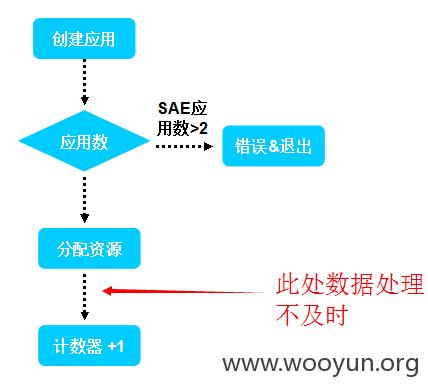 创建应用
SAE应
用数>2
应用数
错误&退出
分配资源
此处数据处理
不及时
计数器 +1
www.wooyun.org